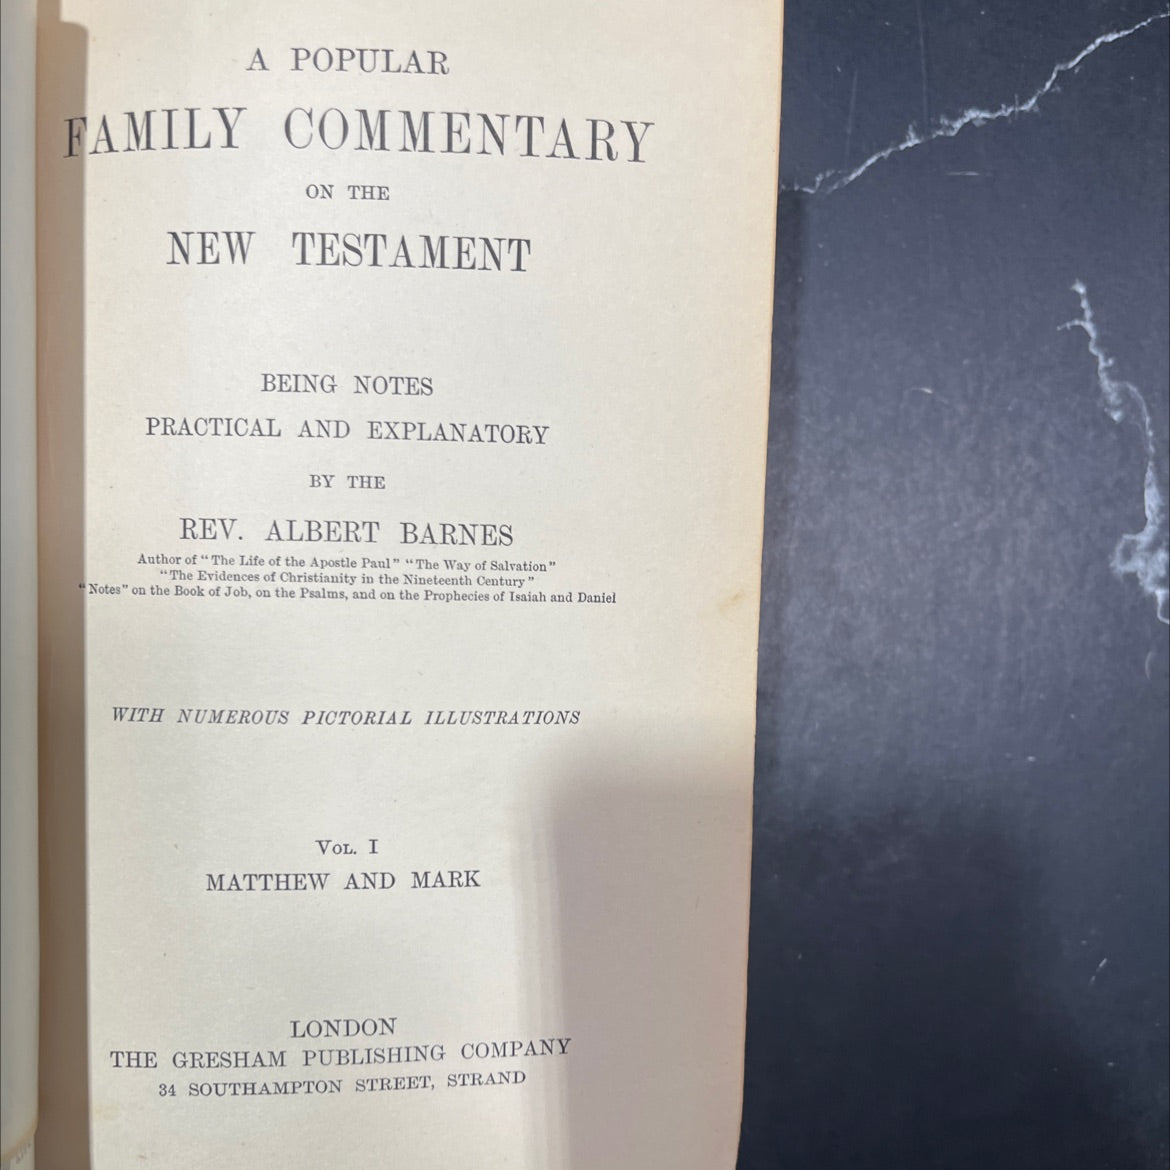 A POPULAR
FAMILY COMMENTARY
ON THE
NEW TESTAMENT
BEING NOTES
PRACTICAL AND EXPLANATORY
BY THE
REV. ALBERT BARNES
Author of “The Life of the Apostle Paul” “The Way of Salvation”
“The Evidences of Christianity in the Nineteenth Century”
“Notes” on the Book of Job, on the Psalms, and on the Prophecies of Isaiah and Daniel
WITH NUMEROUS PICTORIAL ILLUSTRATIONS
VOL. I
MATTHEW AND MARK
LONDON
THE GRESHAM PUBLISHING COMPANY
34 SOUTHAMPTON STREET, STRAND